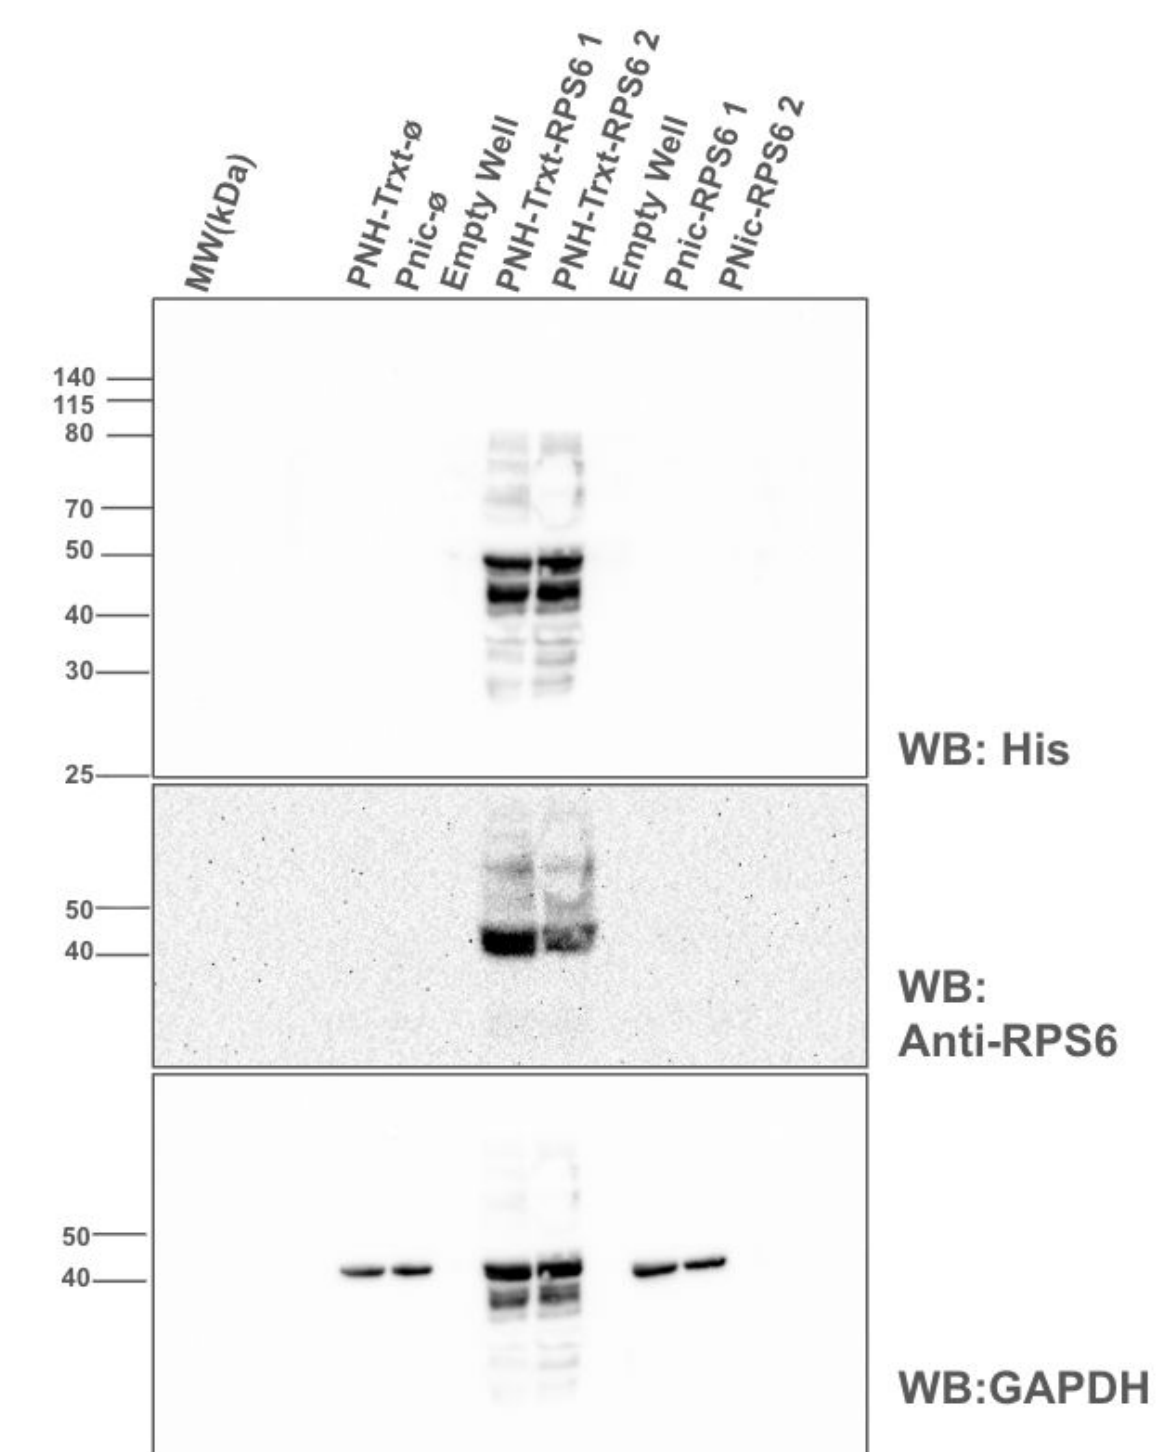 MW(kDa)
PNH-Trxt-ø
Pnic-ø
Empty Well
PNH-Trxt-RPS6 1
PNH-Trxt-RPS6 2
Empty Well
Pnic-RPS6 1
PNic-RPS6 2
140
115
80
70
50
40
30
25
WB: His
50
40
WB:
Anti-RPS6
50
40
WB:GAPDH